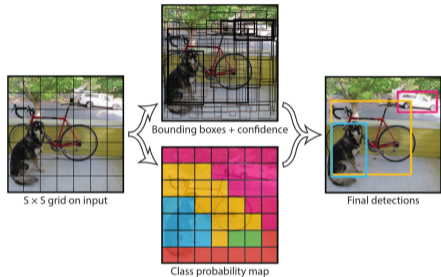 Bounding boxes + confidence
S × S grid on input
Final detections
Class probability map